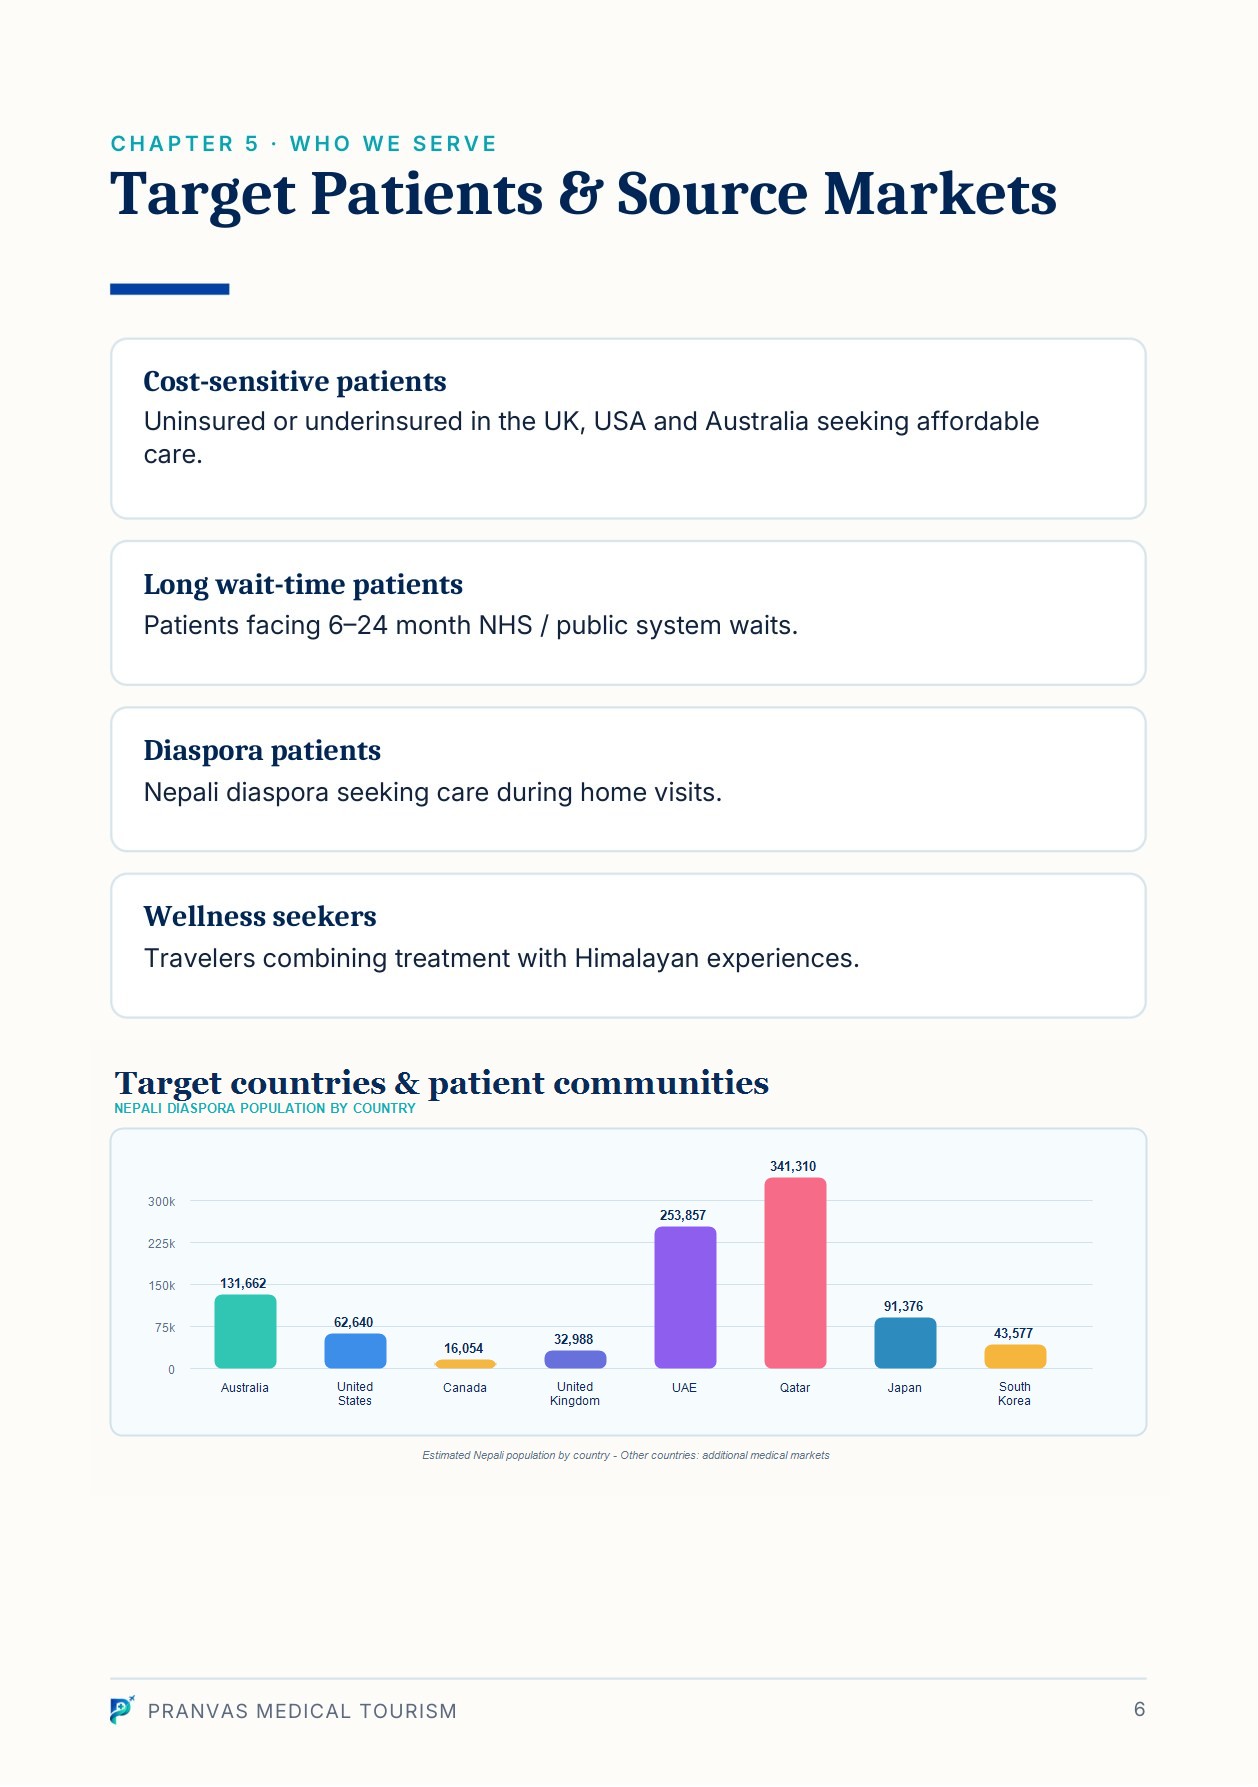 CHAPTER 5 · WHO WE SERVE
Target Patients & Source Markets
Cost-sensitive patients
Uninsured or underinsured in the UK, USA and Australia seeking affordable
care.
Long wait-time patients
Patients facing 6–24 month NHS / public system waits.
Diaspora patients
Nepali diaspora seeking care during home visits.
Wellness seekers
Travelers combining treatment with Himalayan experiences.
Target countries & patient communities
NEPALI DIASPORA POPULATION BY COUNTRY
341,310
300k
253,857
225k
131,662
150k
91,376
62,640
75k
43,577
32,988
16,054
0
Australia
United
States
Canada
United
Kingdom
UAE
Qatar
Japan
South
Korea
Estimated Nepali population by country - Other countries: additional medical markets
PRANVAS MEDICAL TOURISM
6